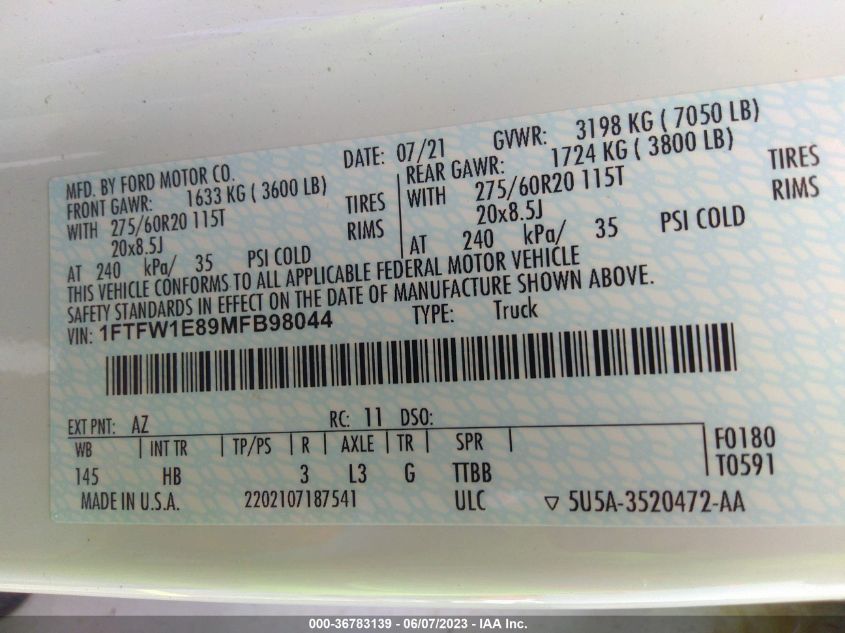 MFD. BY FORD MOTOR CO. DATE: 07/21 GVWR: 3198 KG ( 7050 LB)
FRONT GAWR: 1633 KG ( 3600 LB) REAR GAWR: 1724 KG ( 3800 LB)
WITH 275/60R20 115T TIRES WITH 275/60R20 115T TIRES
20x8.5J RIMS 20x8.5J RIMS
AT 240 kPa/ 35 PSI COLD AT 240 kPa/ 35 PSI COLD
THIS VEHICLE CONFORMS TO ALL APPLICABLE FEDERAL MOTOR VEHICLE
SAFETY STANDARDS IN EFFECT ON THE DATE OF MANUFACTURE SHOWN ABOVE.
VIN: 1FTFW1E89MFB98044 TYPE: Truck
EXT PNT: AZ RC: 11 DSO:
WB INT TR TP/PS R AXLE TR SPR F0180
145 HB 3 L3 G TTBB T0591
MADE IN U.S.A. 2202107187541 ULC ▽ 5U5A-3520472-AA
000-36783139 - 06/07/2023 - IAA Inc.